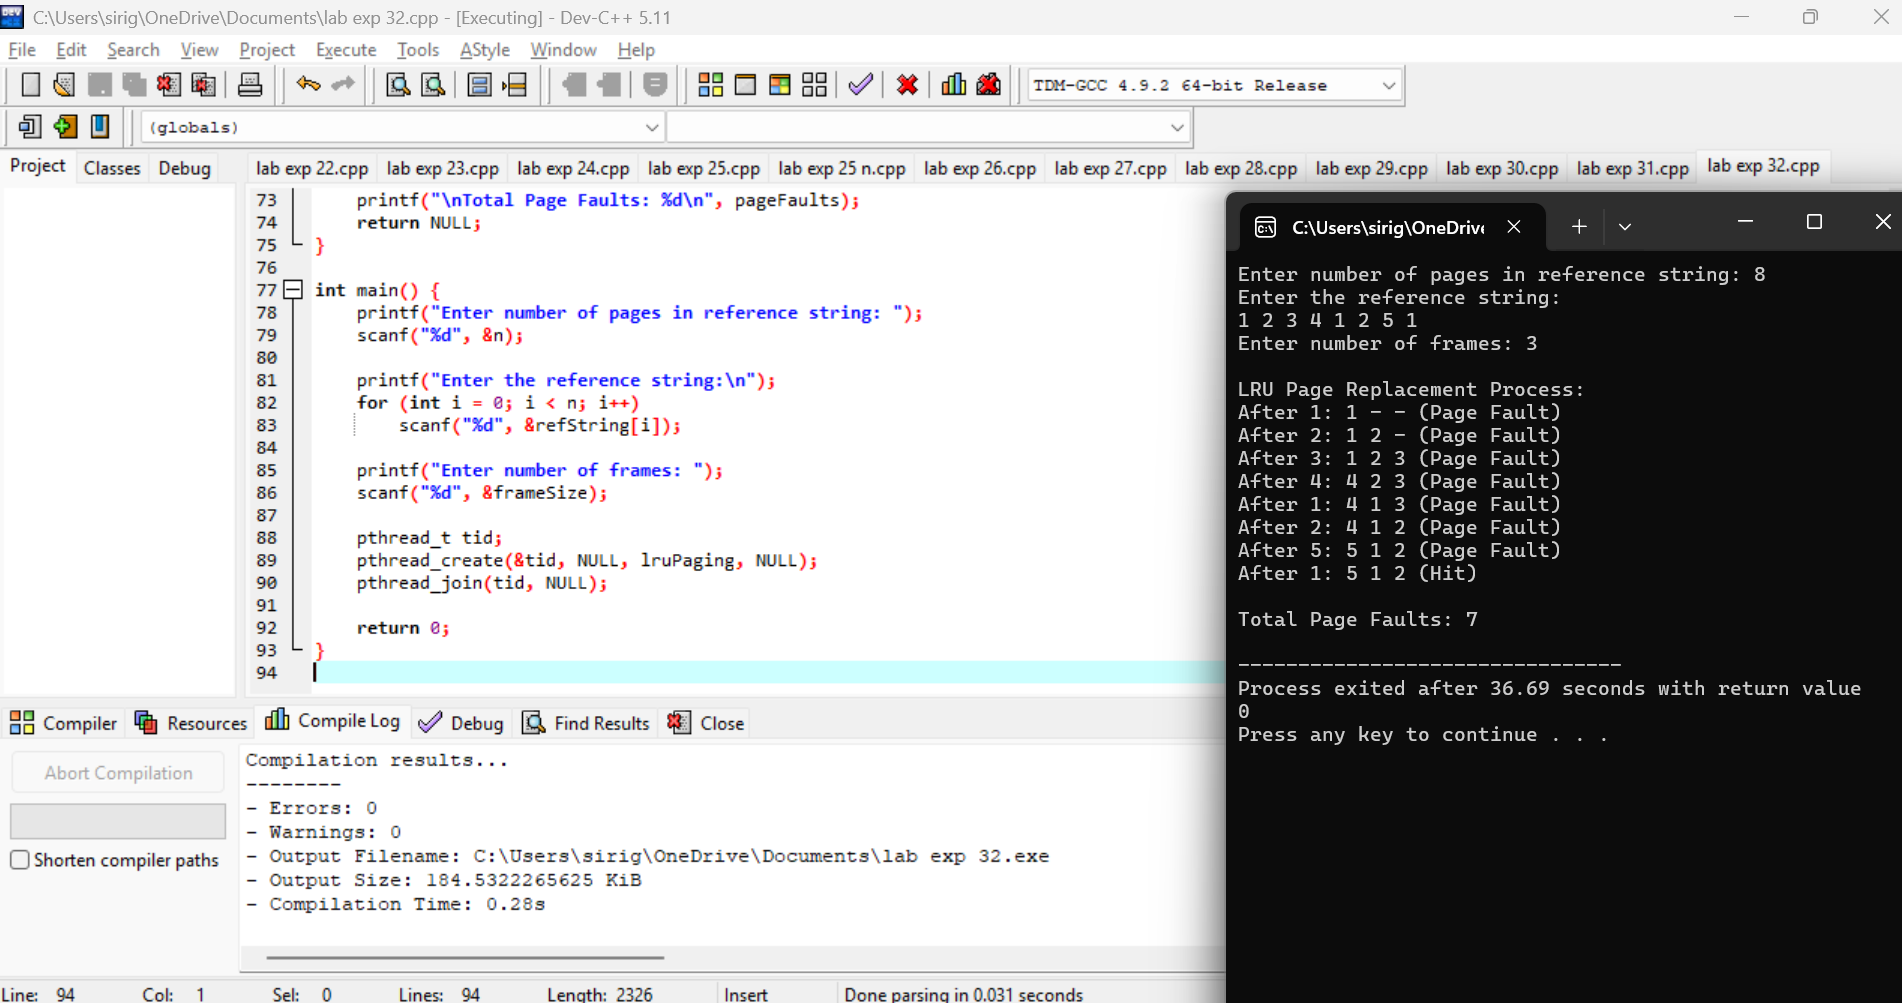 C:\Users\sirig\OneDrive\Documents\lab exp 32.cpp - [Executing] - Dev-C++ 5.11
File Edit Search View Project Execute Tools AStyle Window Help
TDM-GCC 4.9.2 64-bit Release
(globals)
Project Classes Debug
lab exp 22.cpp lab exp 23.cpp lab exp 24.cpp lab exp 25.cpp lab exp 25 n.cpp lab exp 26.cpp lab exp 27.cpp lab exp 28.cpp lab exp 29.cpp lab exp 30.cpp lab exp 31.cpp lab exp 32.cpp
73 printf("\nTotal Page Faults: %d\n", pageFaults);
74 return NULL;
75 }
76
77 int main() {
78 printf("Enter number of pages in reference string: ");
79 scanf("%d", &n);
80
81 printf("Enter the reference string:\n");
82 for (int i = 0; i < n; i++)
83 scanf("%d", &refString[i]);
84
85 printf("Enter number of frames: ");
86 scanf("%d", &frameSize);
87
88 pthread_t tid;
89 pthread_create(&tid, NULL, lruPaging, NULL);
90 pthread_join(tid, NULL);
91
92 return 0;
93 }
94
C:\Users\sirig\OneDrive
Enter number of pages in reference string: 8
Enter the reference string:
1 2 3 4 1 2 5 1
Enter number of frames: 3
LRU Page Replacement Process:
After 1: 1 - - (Page Fault)
After 2: 1 2 - (Page Fault)
After 3: 1 2 3 (Page Fault)
After 4: 4 2 3 (Page Fault)
After 1: 4 1 3 (Page Fault)
After 2: 4 1 2 (Page Fault)
After 5: 5 1 2 (Page Fault)
After 1: 5 1 2 (Hit)
Total Page Faults: 7
--------------------------------
Process exited after 36.69 seconds with return value
0
Press any key to continue . . .
Compiler Resources Compile Log Debug Find Results Close
Abort Compilation
Shorten compiler paths
Compilation results...
--------
- Errors: 0
- Warnings: 0
- Output Filename: C:\Users\sirig\OneDrive\Documents\lab exp 32.exe
- Output Size: 184.5322265625 KiB
- Compilation Time: 0.28s
Line: 94 Col: 1 Sel: 0 Lines: 94 Length: 2326 Insert Done parsing in 0.031 seconds